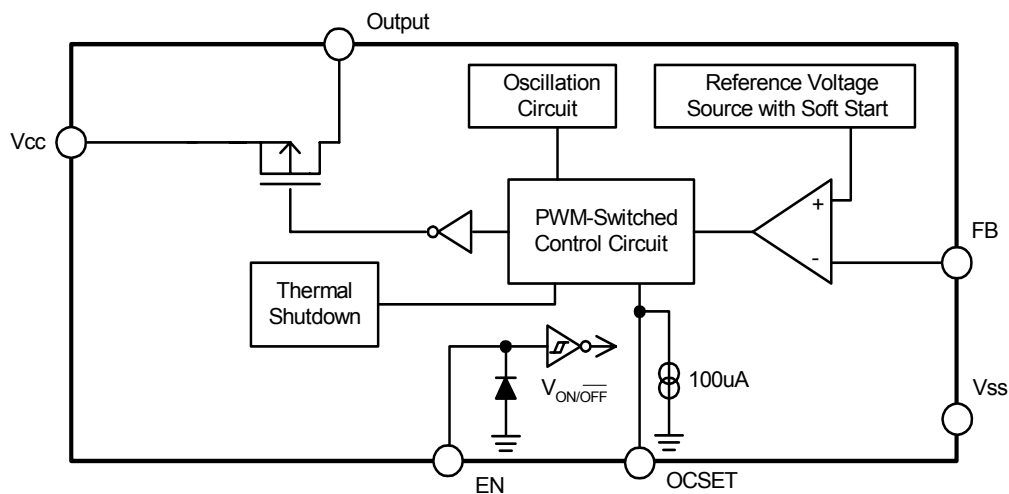 Output
Oscillation
Circuit
Reference Voltage
Source with Soft Start
Vcc
+
PWM-Switched
Control Circuit
-
FB
Thermal
Shutdown
100uA
VON/OFF
Vss
EN
OCSET